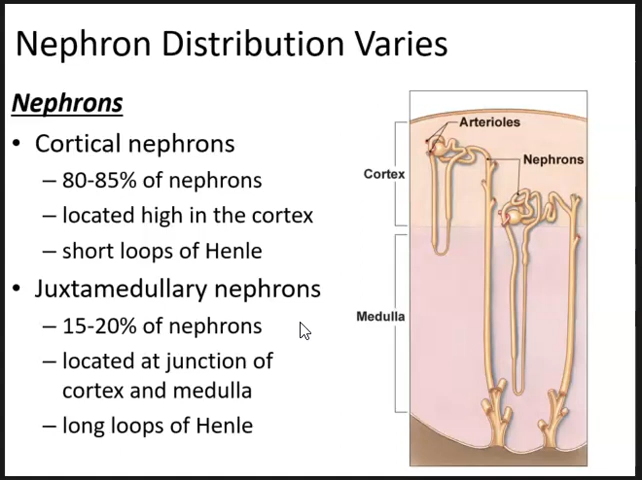 Nephron Distribution Varies
Nephrons
• Cortical nephrons
– 80-85% of nephrons
– located high in the cortex
– short loops of Henle
• Juxtamedullary nephrons
– 15-20% of nephrons
– located at junction of
cortex and medulla
– long loops of Henle
Arterioles
Nephrons
Cortex
Medulla